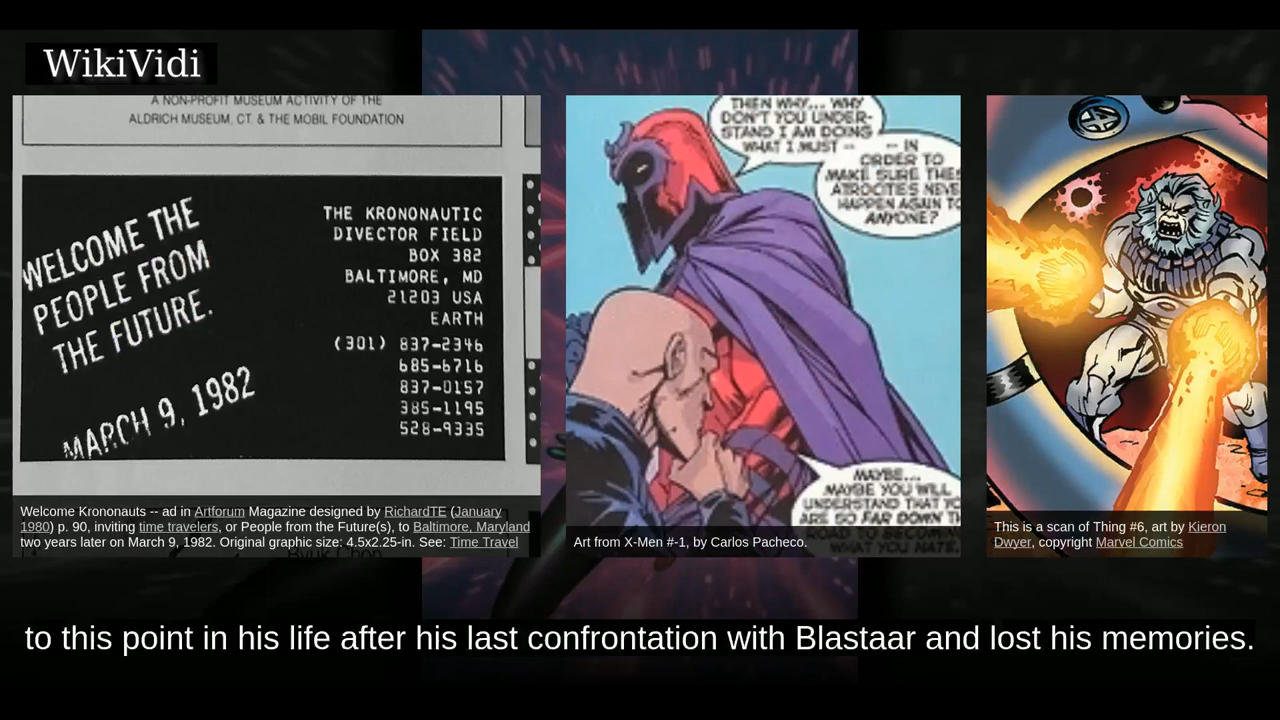 WikiVidi
A NON-PROFIT MUSEUM ACTIVITY OF THE
ALDRICH MUSEUM, CT. & THE MOBIL FOUNDATION
WELCOME THE
PEOPLE FROM
THE FUTURE.
MARCH 9, 1982
THE KRONONAUTIC
DIVECTOR FIELD
BOX 382
BALTIMORE, MD
21203 USA
EARTH
(301) 837-2346
685-6716
837-0157
385-1195
528-9335
Welcome Krononauts -- ad in Artforum Magazine designed by RichardTE (January
1980) p. 90, inviting time travelers, or People from the Future(s), to Baltimore, Maryland
two years later on March 9, 1982. Original graphic size: 4.5x2.25-in. See: Time Travel
THEN WHY... WHY
DON'T YOU UNDER-
STAND I AM DOING
WHAT I MUST --
-- IN
ORDER TO
MAKE SURE THES
ATROCITIES NEVE
HAPPEN AGAIN TO
ANYONE?
MAYBE...
MAYBE YOU WILL
UNDERSTAND THAT YO
ARE SO FAR DOWN TH
ROAD TO BECOMIN
WHAT YOU HATE.
Art from X-Men #-1, by Carlos Pacheco.
This is a scan of Thing #6, art by Kieron
Dwyer, copyright Marvel Comics
to this point in his life after his last confrontation with Blastaar and lost his memories.